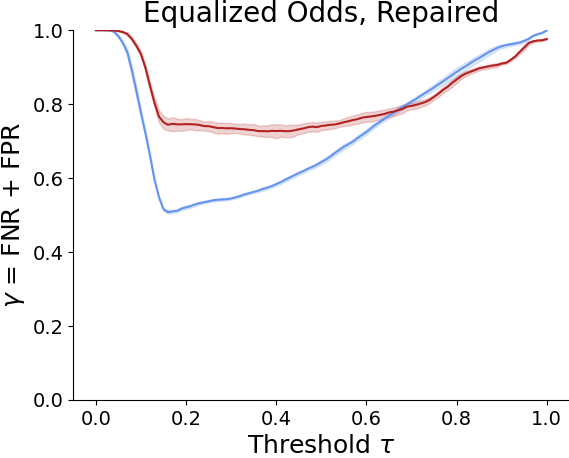 Equalized Odds, Repaired
γ = FNR + FPR
1.0
0.8
0.6
0.4
0.2
0.0
0.0 0.2 0.4 0.6 0.8 1.0
Threshold τ